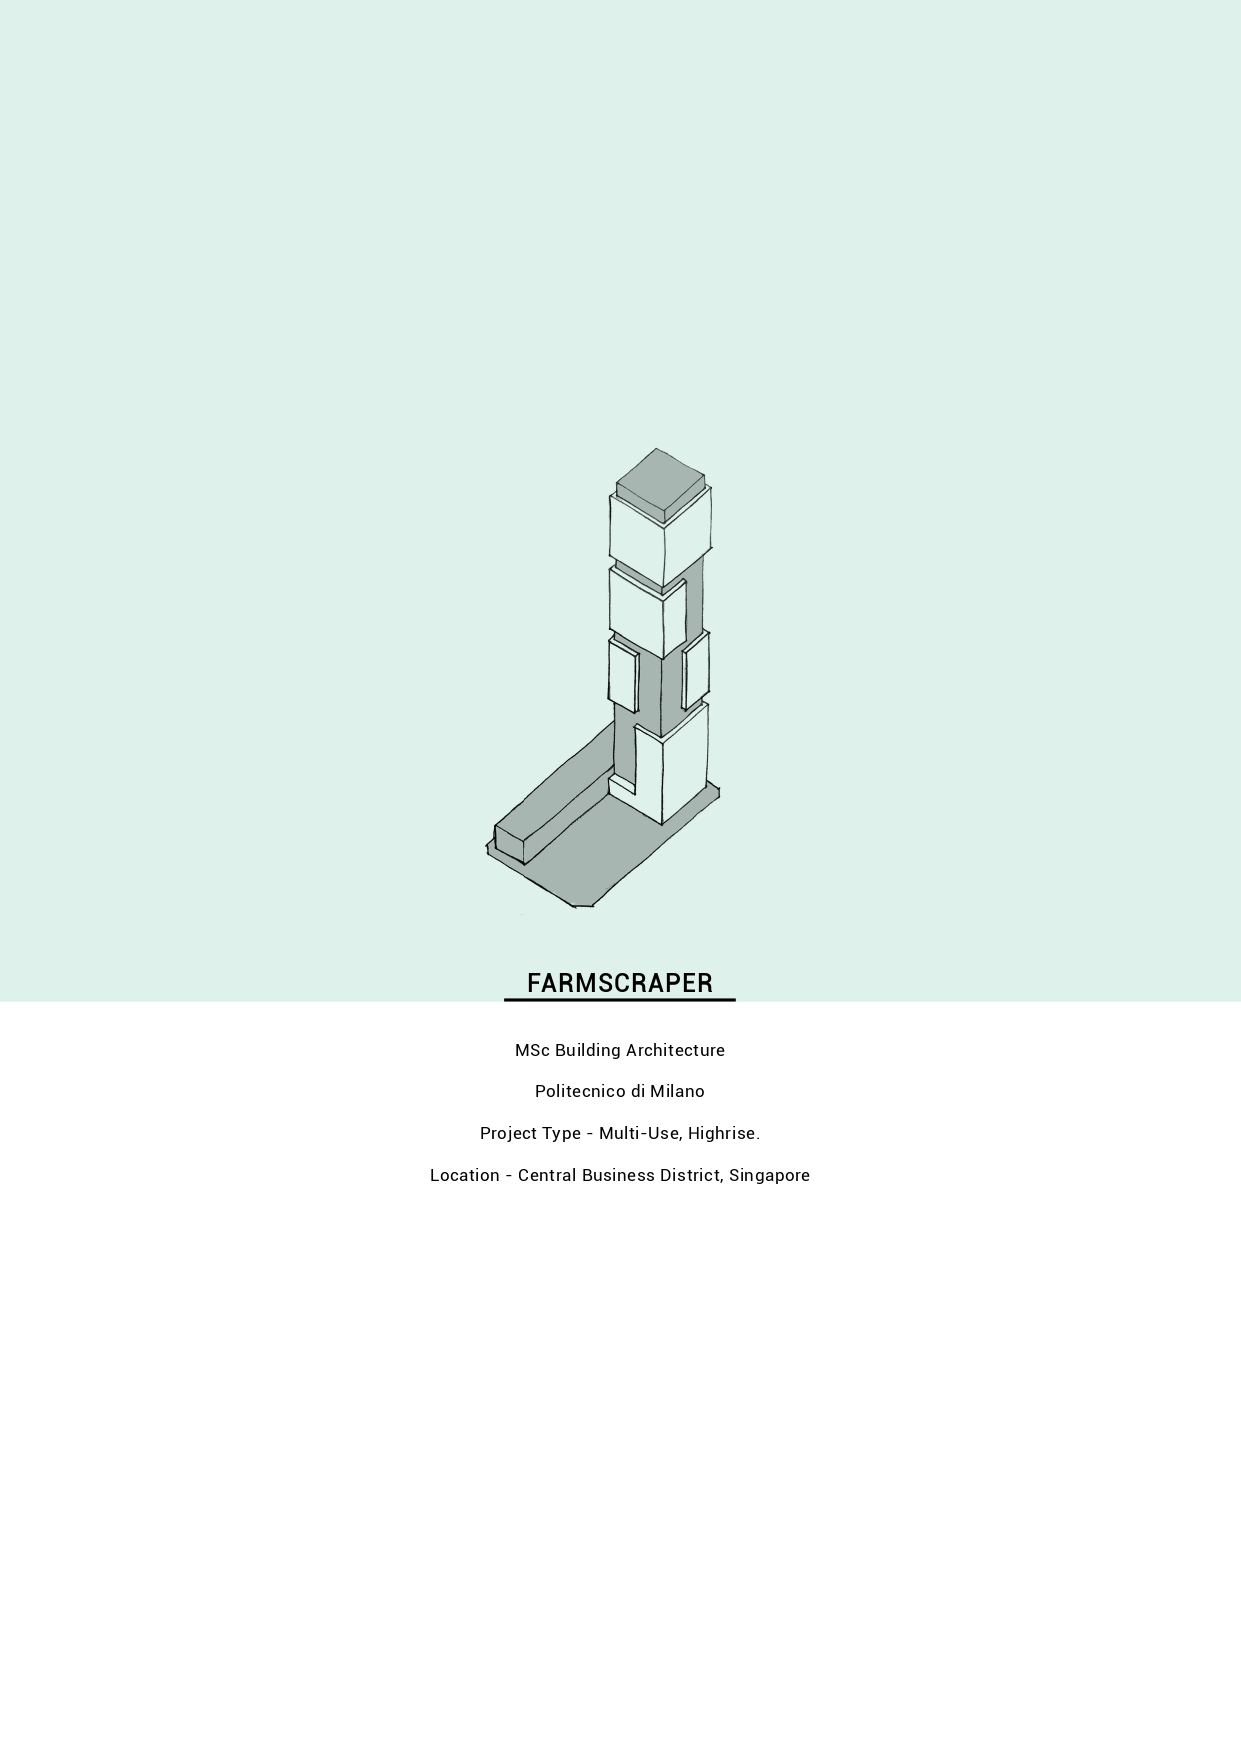 FARMSCRAPER
MSc Building Architecture
Politecnico di Milano
Project Type - Multi-Use, Highrise.
Location - Central Business District, Singapore